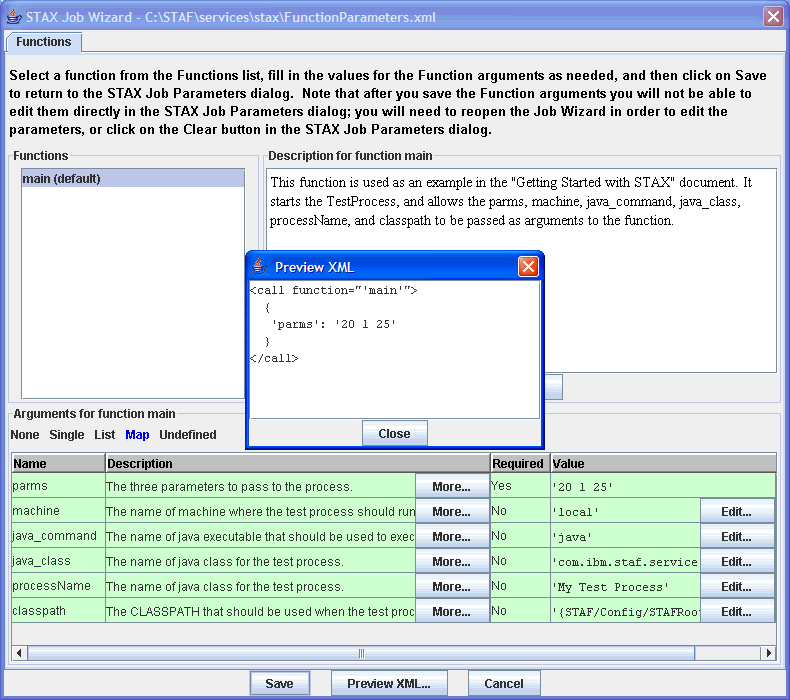 STAX Job Wizard - C:\STAF\services\stax\FunctionParameters.xml
Functions
Select a function from the Functions list, fill in the values for the Function arguments as needed, and then click on Save
to return to the STAX Job Parameters dialog. Note that after you save the Function arguments you will not be able to
edit them directly in the STAX Job Parameters dialog; you will need to reopen the Job Wizard in order to edit the
parameters, or click on the Clear button in the STAX Job Parameters dialog.
Functions
main (default)
Description for function main
This function is used as an example in the "Getting Started with STAX" document. It
starts the TestProcess, and allows the parms, machine, java_command, java_class,
processName, and classpath to be passed as arguments to the function.
Preview XML
<call function="'main'">
{
'parms': '20 1 25'
}
</call>
Close
Arguments for function main
None Single List Map Undefined
Name Description Required Value
parms The three parameters to pass to the process. More... Yes '20 1 25'
machine The name of machine where the test process should run More... No 'local' Edit...
java_command The name of java executable that should be used to exec More... No 'java' Edit...
java_class The name of java class for the test process. More... No 'com.ibm.staf.service Edit...
processName The name of java class for the test process. More... No 'My Test Process' Edit...
classpath The CLASSPATH that should be used when the test proc More... No '{STAF/Config/STAFRoo Edit...
Save Preview XML... Cancel